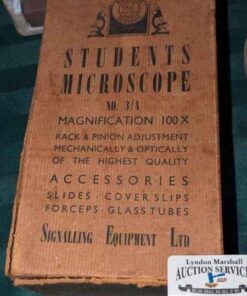 STUDENTS
MICROSCOPE
NO. 3/A
MAGNIFICATION 100X
RACK & PINION ADJUSTMENT
MECHANICALLY & OPTICALLY
OF THE HIGHEST QUALITY
ACCESSORIES
SLIDES · COVER SLIPS
FORCEPS · GLASS TUBES
SIGNALLING EQUIPMENT LTD
Lyndon Marshall
AUCTION SERVICE